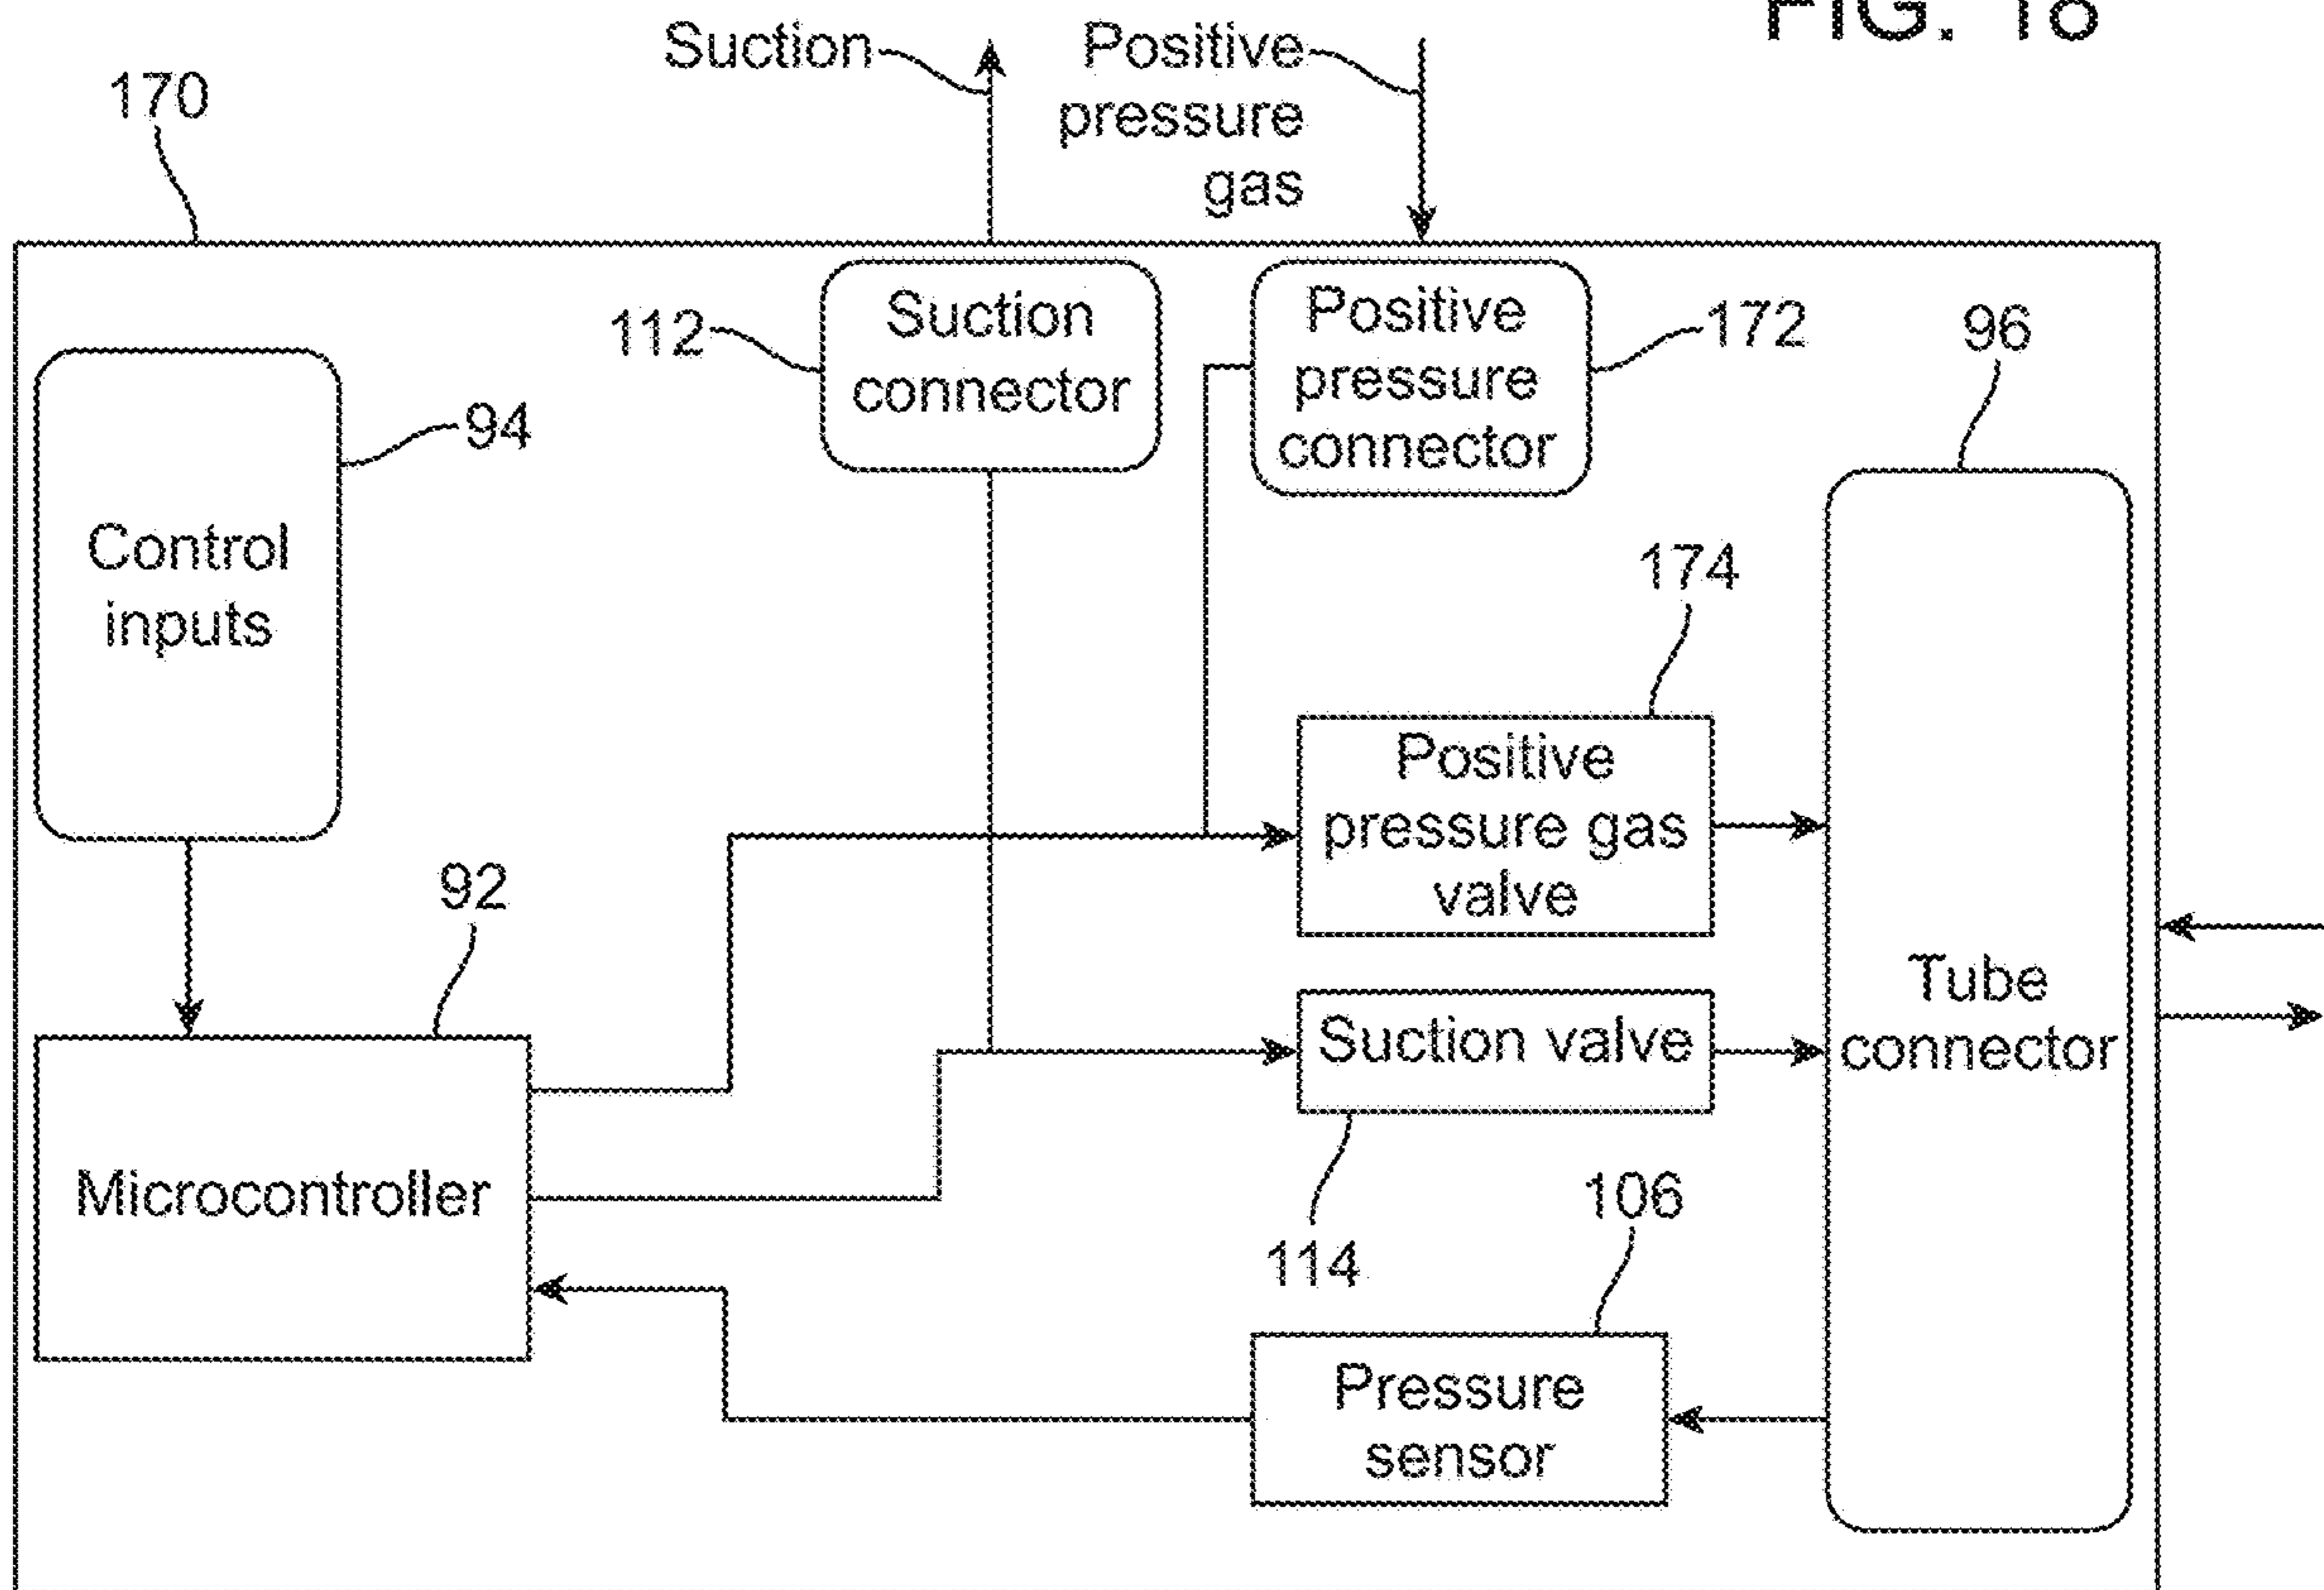 FIG. 18
Suction
Positive
pressure
gas
170
Suction
connector
112
Positive
pressure
connector
172
96
94
Control
inputs
174
Positive
pressure gas
valve
92
Tube
connector
Suction valve
Microcontroller
114
106
Pressure
sensor